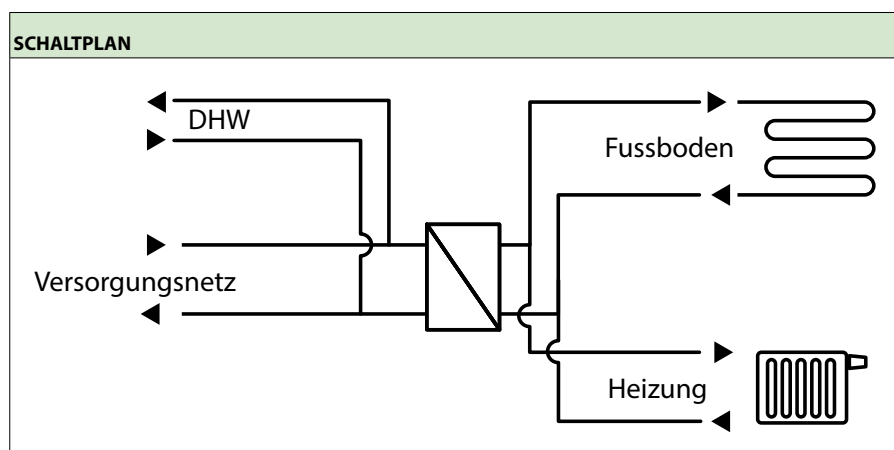 SCHALTPLAN
DHW
Fussboden
Versorgungsnetz
Heizung